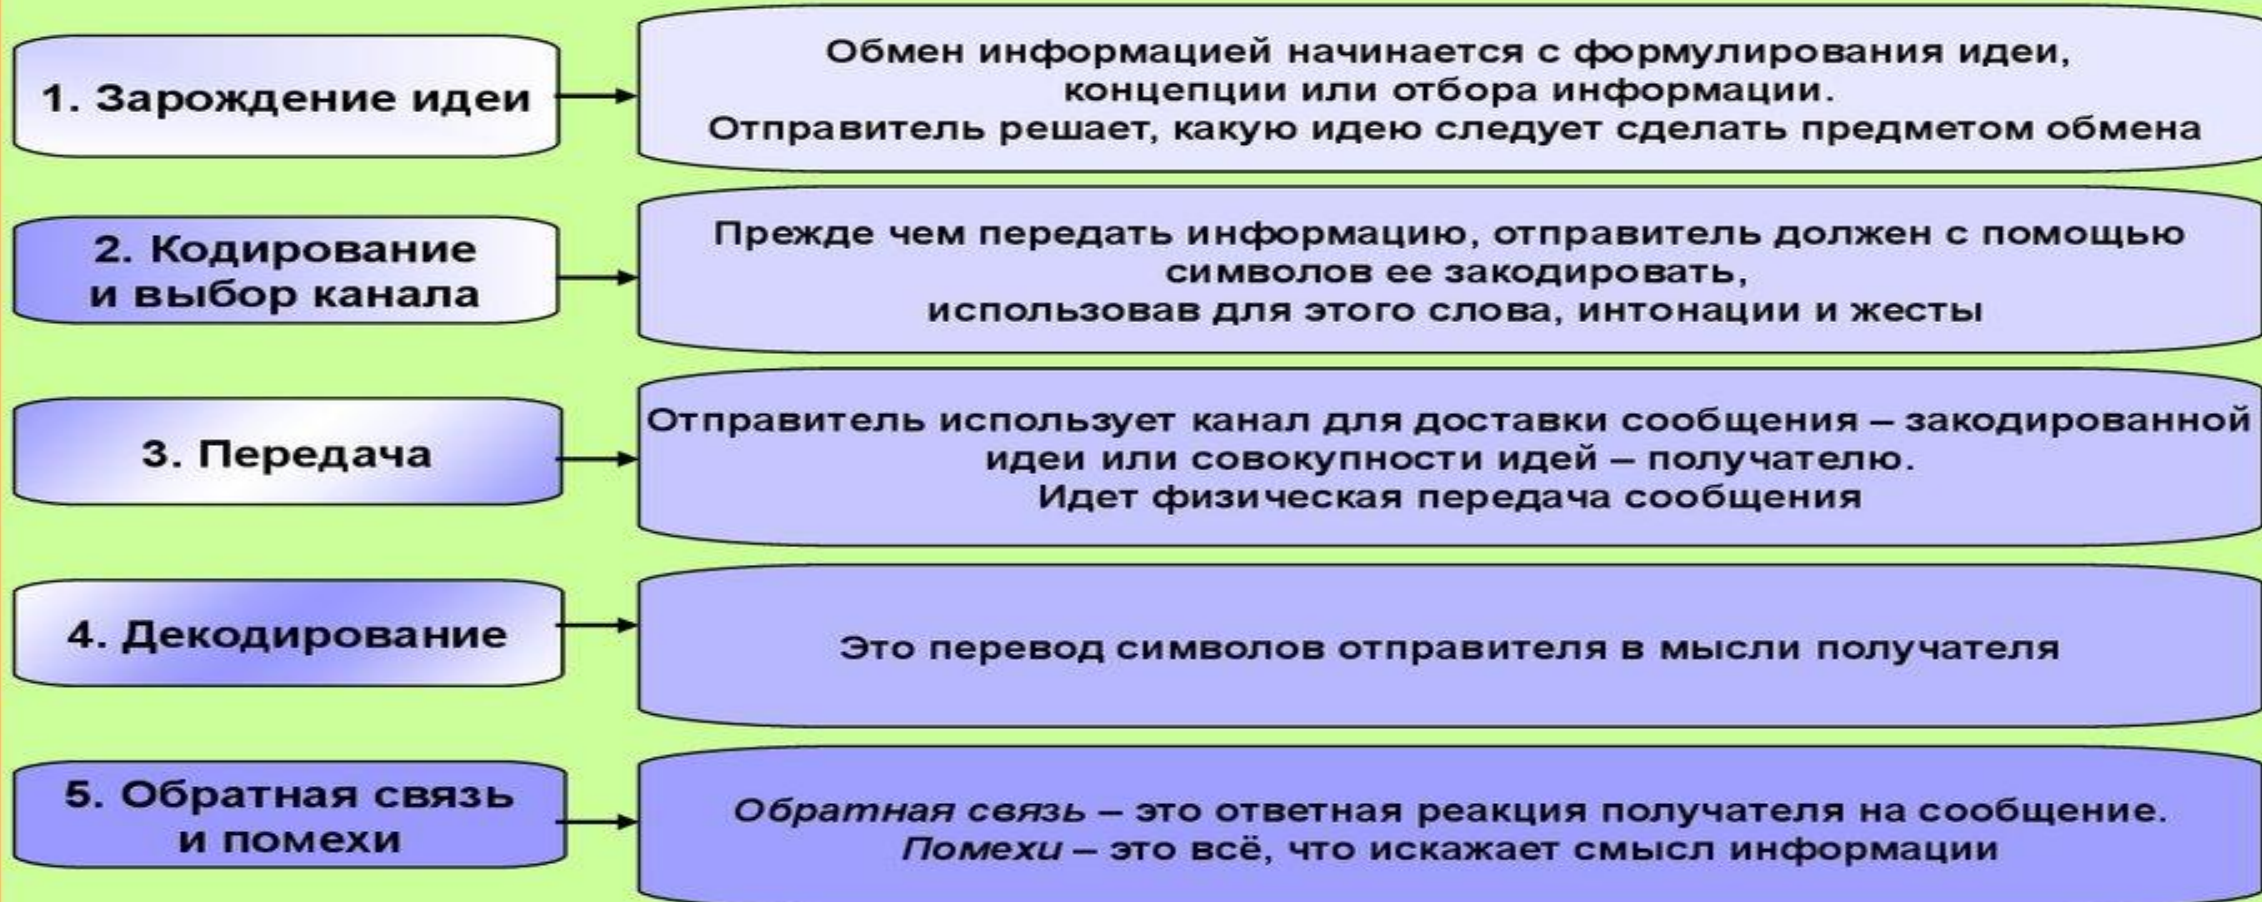 1. Зарождение идеи
Обмен информацией начинается с формулирования идеи,
концепции или отбора информации.
Отправитель решает, какую идею следует сделать предметом обмена
2. Кодирование
и выбор канала
Прежде чем передать информацию, отправитель должен с помощью
символов ее закодировать,
использовав для этого слова, интонации и жесты
3. Передача
Отправитель использует канал для доставки сообщения – закодированной
идеи или совокупности идей – получателю.
Идет физическая передача сообщения
4. Декодирование
Это перевод символов отправителя в мысли получателя
5. Обратная связь
и помехи
Обратная связь – это ответная реакция получателя на сообщение.
Помехи – это всё, что искажает смысл информации